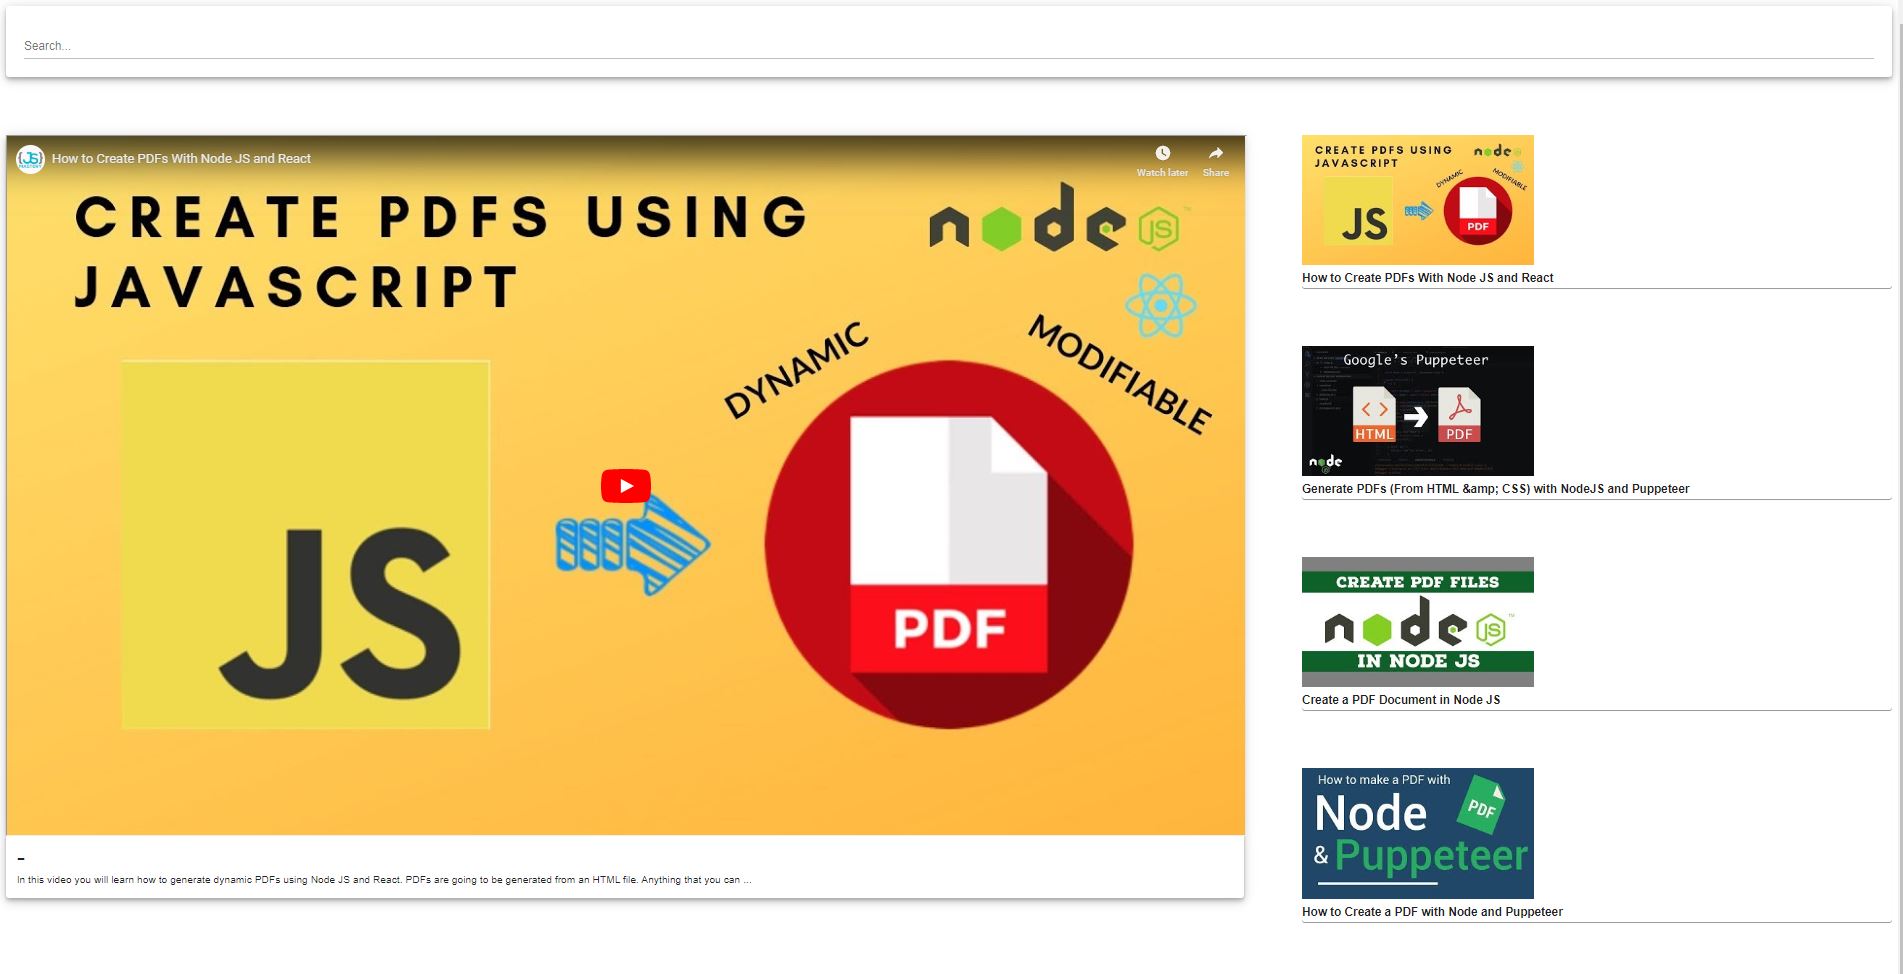 Search...
{JS}
MASTERY
How to Create PDFs With Node JS and React
Watch later
Share
CREATE PDFS USING
JAVASCRIPT
node
JS
™
DYNAMIC
MODIFIABLE
JS
PDF
-
In this video you will learn how to generate dynamic PDFs using Node JS and React. PDFs are going to be generated from an HTML file. Anything that you can ...
CREATE PDFS USING
JAVASCRIPT
node
DYNAMIC
MODIFIABLE
JS
PDF
How to Create PDFs With Node JS and React
Google's Puppeteer
HTML
PDF
node
Generate PDFs (From HTML &amp; CSS) with NodeJS and Puppeteer
CREATE PDF FILES
node
JS
™
IN NODE JS
Create a PDF Document in Node JS
How to make a PDF with
Node
PDF
& Puppeteer
How to Create a PDF with Node and Puppeteer